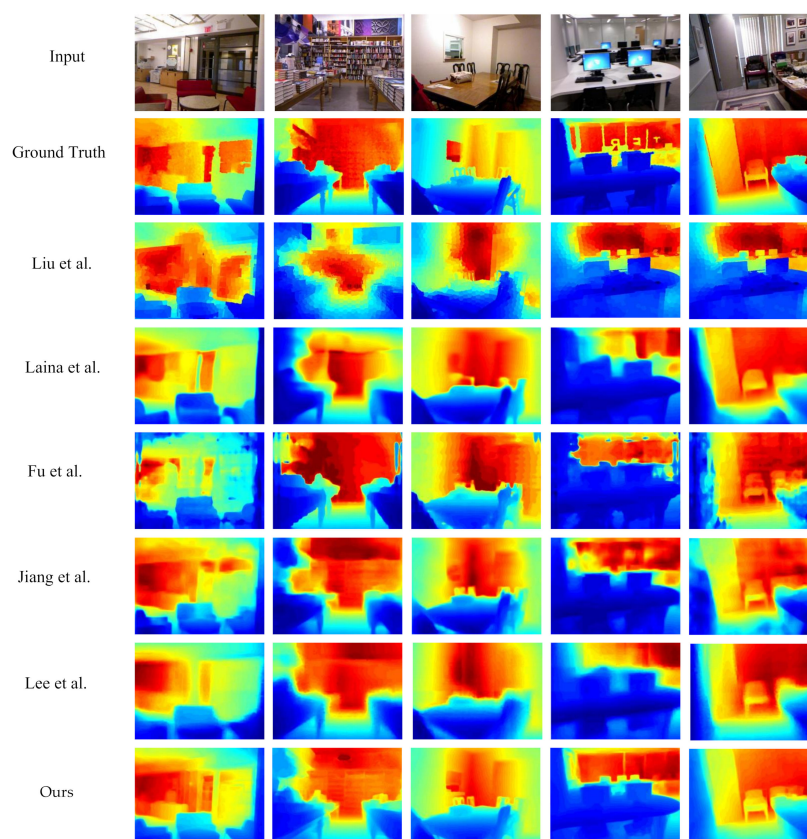 Input
Ground Truth
Liu et al.
Laina et al.
Fu et al.
Jiang et al.
Lee et al.
Ours